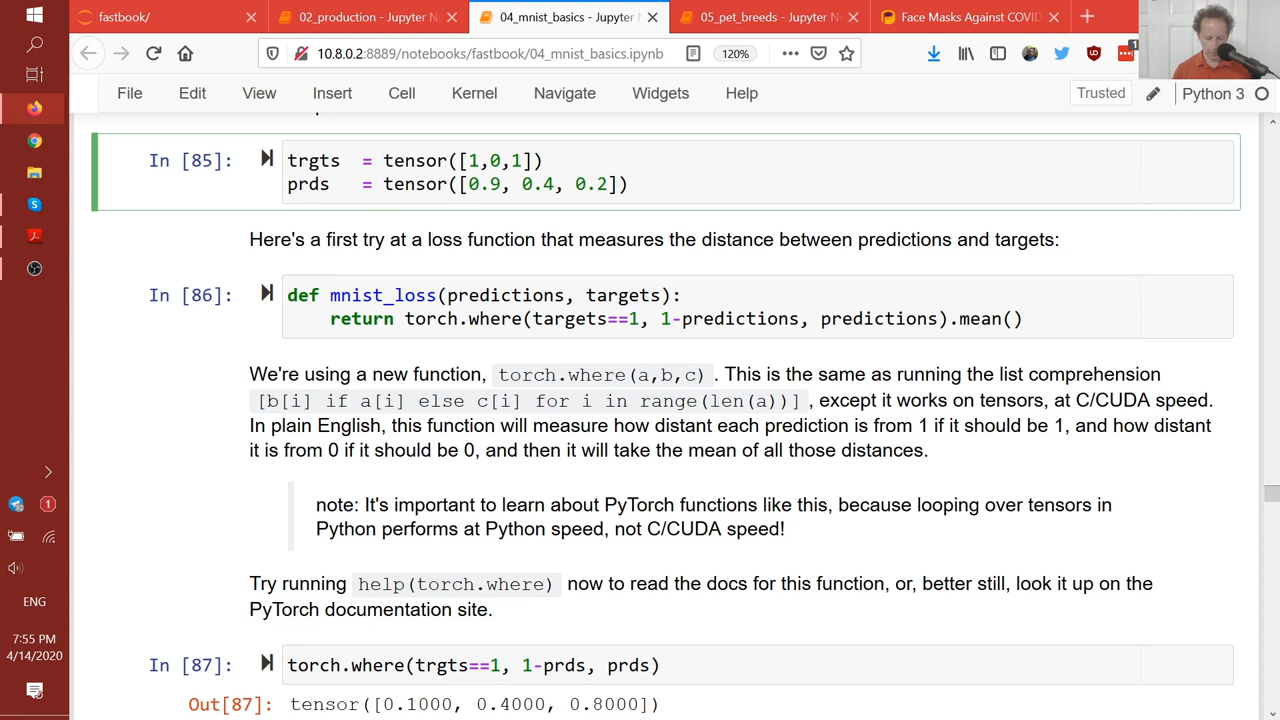 fastbook/
02_production - Jupyter N
04_mnist_basics - Jupyter
05_pet_breeds - Jupyter N
Face Masks Against COVID
10.8.0.2:8889/notebooks/fastbook/04_mnist_basics.ipynb
120%
1
File Edit View Insert Cell Kernel Navigate Widgets Help
Trusted
Python 3
In [85]:
trgts = tensor([1,0,1])
prds = tensor([0.9, 0.4, 0.2])
Here's a first try at a loss function that measures the distance between predictions and targets:
In [86]:
def mnist_loss(predictions, targets):
return torch.where(targets==1, 1-predictions, predictions).mean()
We're using a new function, torch.where(a,b,c) . This is the same as running the list comprehension
[b[i] if a[i] else c[i] for i in range(len(a))] , except it works on tensors, at C/CUDA speed.
In plain English, this function will measure how distant each prediction is from 1 if it should be 1, and how distant
it is from 0 if it should be 0, and then it will take the mean of all those distances.
note: It's important to learn about PyTorch functions like this, because looping over tensors in
Python performs at Python speed, not C/CUDA speed!
Try running help(torch.where) now to read the docs for this function, or, better still, look it up on the
PyTorch documentation site.
In [87]:
torch.where(trgts==1, 1-prds, prds)
Out[87]:
tensor([0.1000, 0.4000, 0.8000])
1
ENG
7:55 PM
4/14/2020